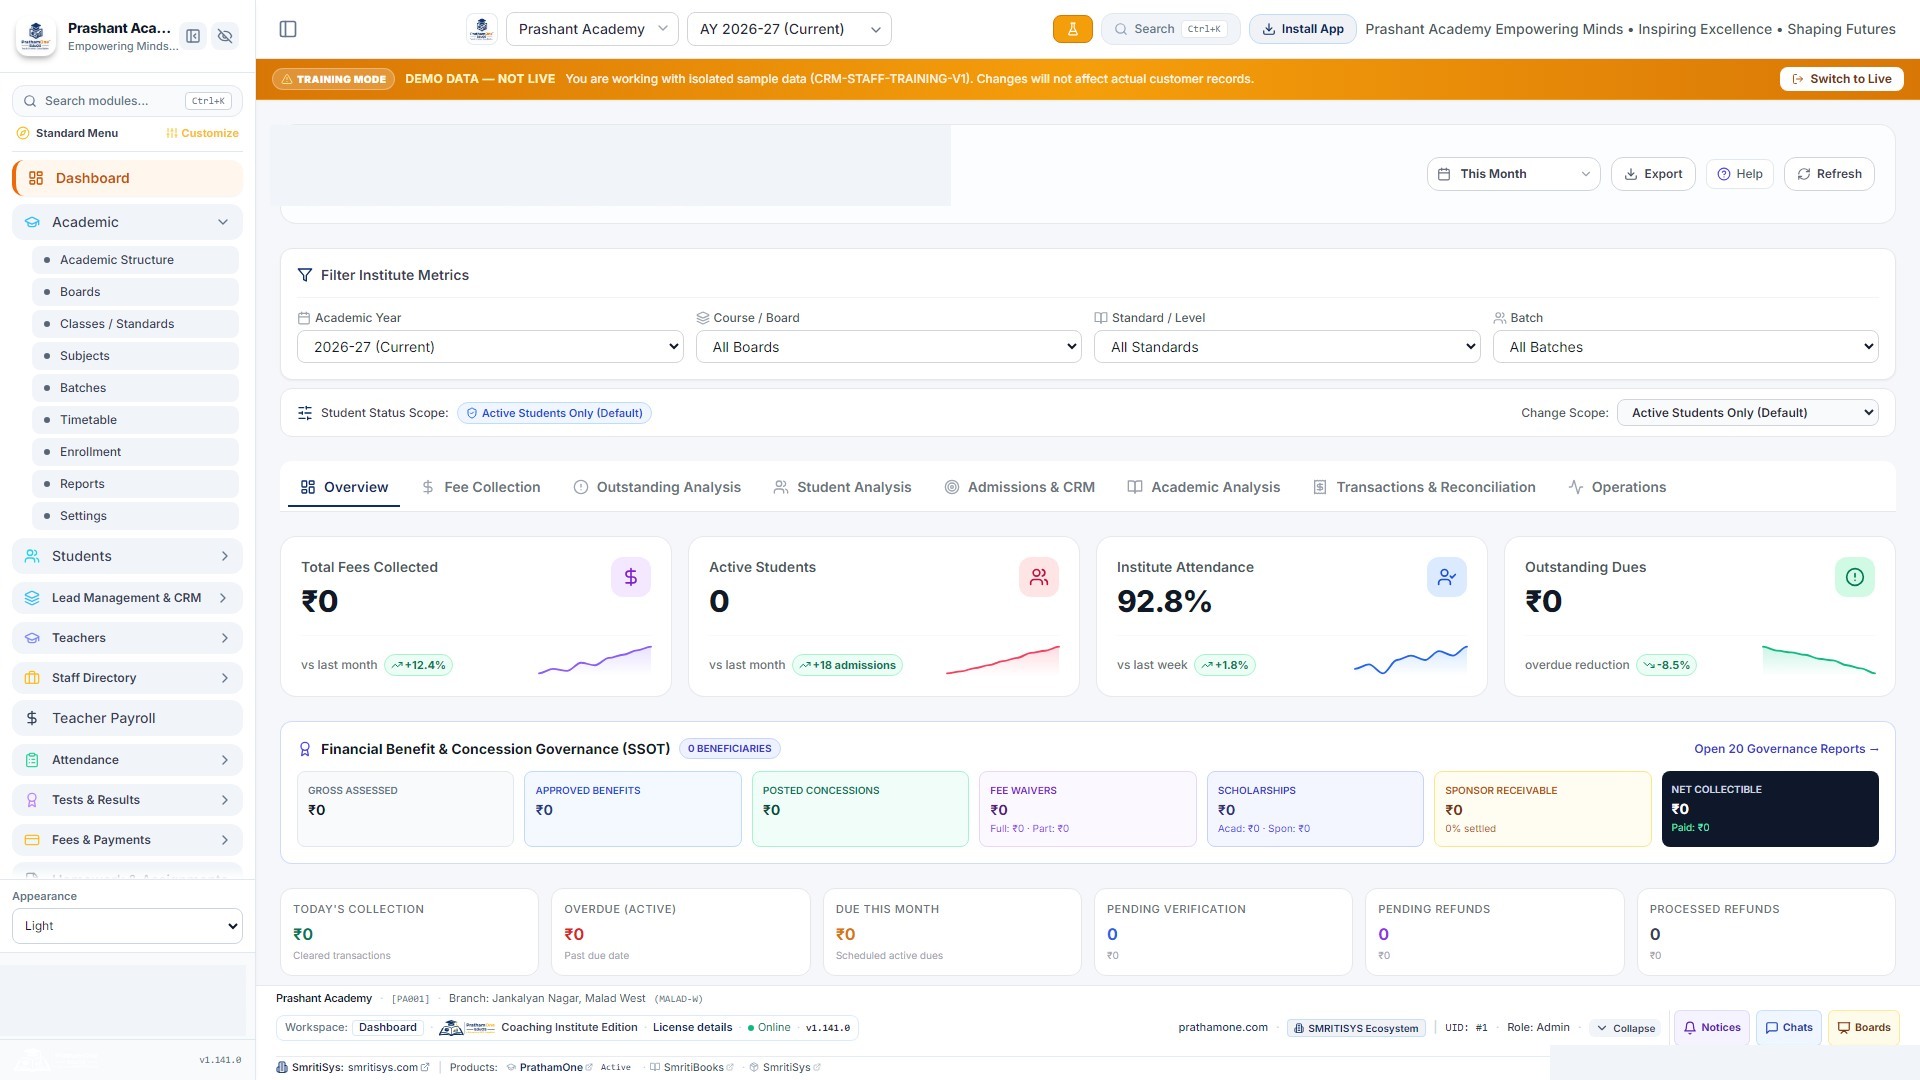 Prashant Aca...
Empowering Minds...
Search modules... Ctrl+K
Standard Menu Customize
Dashboard
Academic
Academic Structure
Boards
Classes / Standards
Subjects
Batches
Timetable
Enrollment
Reports
Settings
Students
Lead Management & CRM
Teachers
Staff Directory
Teacher Payroll
Attendance
Tests & Results
Fees & Payments
Appearance
Light
v1.141.0
Prashant Academy AY 2026-27 (Current) Search Ctrl+K Install App Prashant Academy Empowering Minds • Inspiring Excellence • Shaping Futures
TRAINING MODE DEMO DATA — NOT LIVE You are working with isolated sample data (CRM-STAFF-TRAINING-V1). Changes will not affect actual customer records. Switch to Live
This Month Export Help Refresh
Filter Institute Metrics
Academic Year Course / Board Standard / Level Batch
2026-27 (Current) All Boards All Standards All Batches
Student Status Scope: Active Students Only (Default) Change Scope: Active Students Only (Default)
Overview Fee Collection Outstanding Analysis Student Analysis Admissions & CRM Academic Analysis Transactions & Reconciliation Operations
Total Fees Collected Active Students Institute Attendance Outstanding Dues
₹0 0 92.8% ₹0
vs last month +12.4% vs last month +18 admissions vs last week +1.8% overdue reduction -8.5%
Financial Benefit & Concession Governance (SSOT) 0 BENEFICIARIES Open 20 Governance Reports →
GROSS ASSESSED APPROVED BENEFITS POSTED CONCESSIONS FEE WAIVERS SCHOLARSHIPS SPONSOR RECEIVABLE NET COLLECTIBLE
₹0 ₹0 ₹0 ₹0 ₹0 ₹0 ₹0
Full: ₹0 · Part: ₹0 Acad: ₹0 · Spon: ₹0 0% settled Paid: ₹0
TODAY'S COLLECTION OVERDUE (ACTIVE) DUE THIS MONTH PENDING VERIFICATION PENDING REFUNDS PROCESSED REFUNDS
₹0 ₹0 ₹0 0 0 0
Cleared transactions Past due date Scheduled active dues ₹0 ₹0 ₹0
Prashant Academy · [PA001] · Branch: Jankalyan Nagar, Malad West (MALAD-W)
Workspace: Dashboard · Coaching Institute Edition · License details · Online · v1.141.0 prathamone.com · SMRITISYS Ecosystem | UID: #1 · Role: Admin · Collapse Notices Chats Boards
SmritiSys: smritisys.com | Products: PrathamOne Active · SmritiBooks · SmritiSys